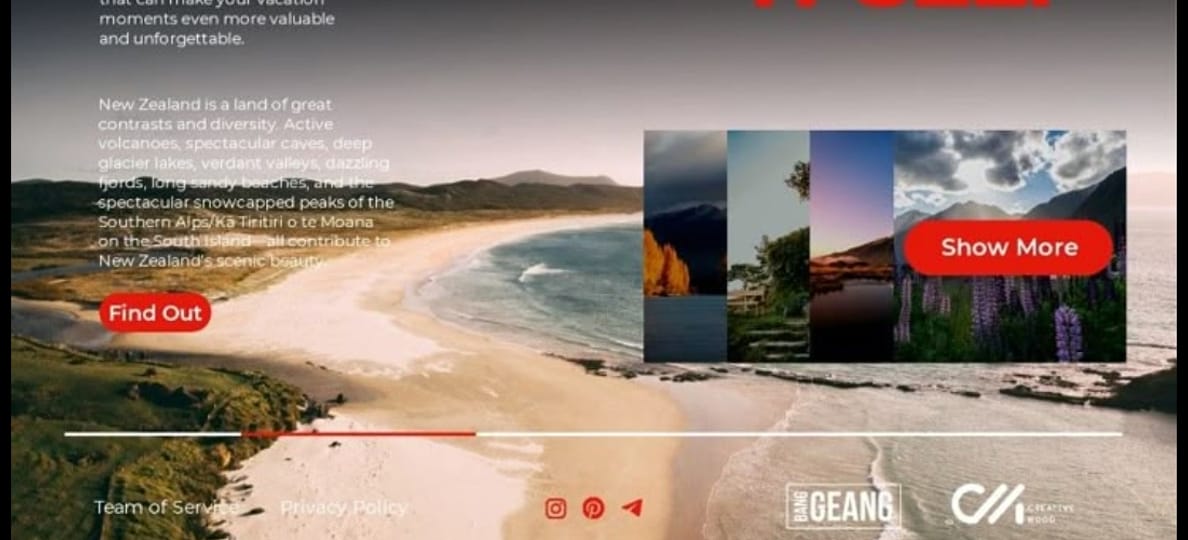 that can make your vacation
moments even more valuable
and unforgettable.
New Zealand is a land of great
contrasts and diversity. Active
volcanoes, spectacular caves, deep
glacier lakes, verdant valleys, dazzling
fjords, long sandy beaches, and the
spectacular snowcapped peaks of the
Southern Alps/Kā Tiritiri o te Moana
on the South Island—all contribute to
New Zealand's scenic beauty.
Find Out
Show More
Team of Service
Privacy Policy
BANG
GEANG
CREATIVE
WOOD